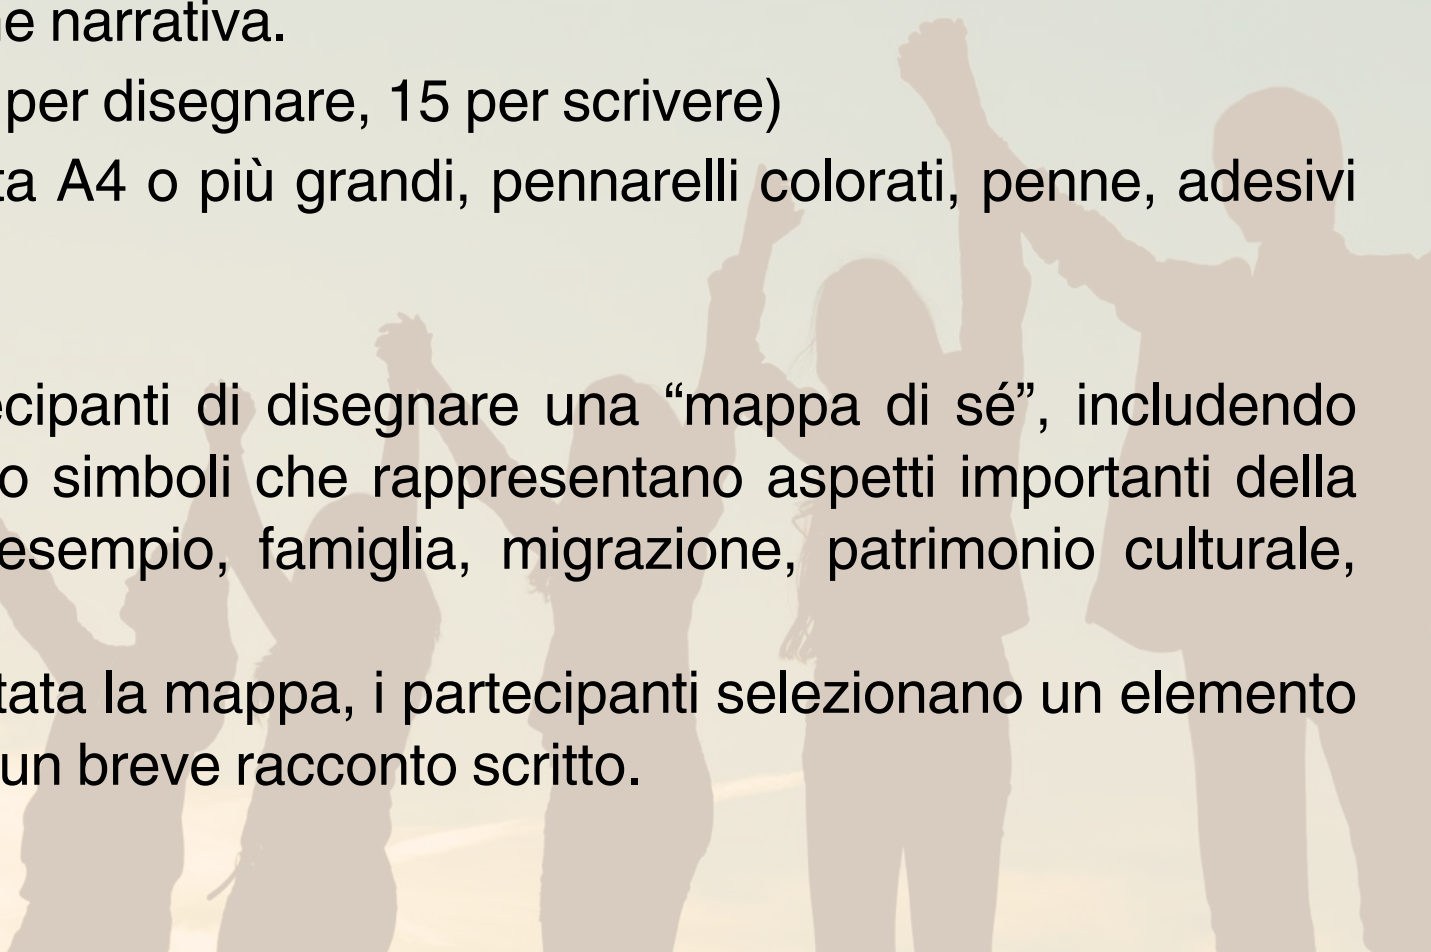 ne narrativa.
per disegnare, 15 per scrivere)
ta A4 o più grandi, pennarelli colorati, penne, adesivi
ecipanti di disegnare una “mappa di sé”, includendo
o simboli che rappresentano aspetti importanti della
esempio, famiglia, migrazione, patrimonio culturale,
tata la mappa, i partecipanti selezionano un elemento
un breve racconto scritto.